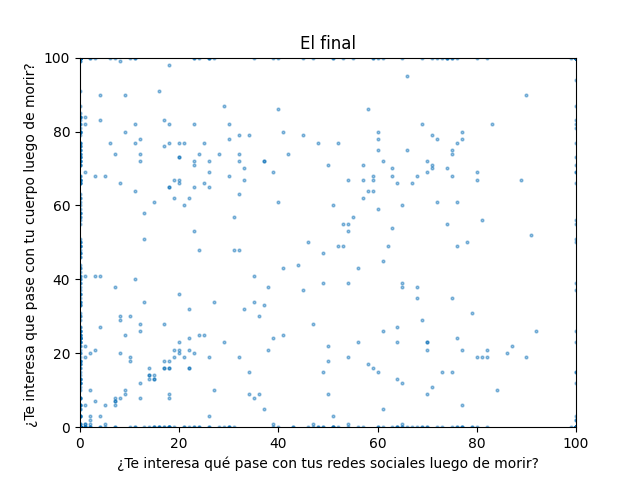 El final
¿Te interesa que pase con tu cuerpo luego de morir?
100
80
60
40
20
0
0 20 40 60 80 100
¿Te interesa qué pase con tus redes sociales luego de morir?